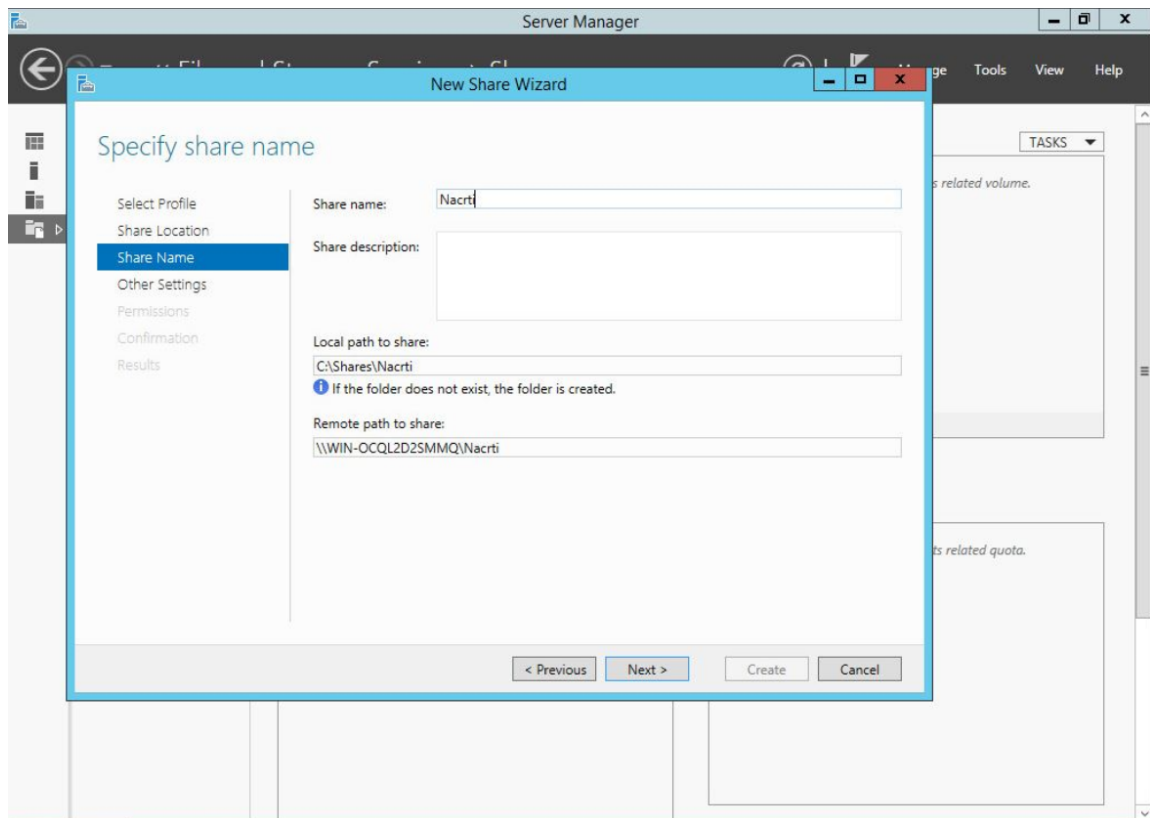 Server Manager
New Share Wizard
Tools View Help
TASKS
Specify share name
related volume.
Select Profile
Share Location
Share Name
Other Settings
Permissions
Confirmation
Results
Share name: Nacrti
Share description:
Local path to share:
C:\Shares\Nacrti
If the folder does not exist, the folder is created.
Remote path to share:
\\WIN-OCQL2D2SMMQ\Nacrti
related quota.
< Previous Next > Create Cancel